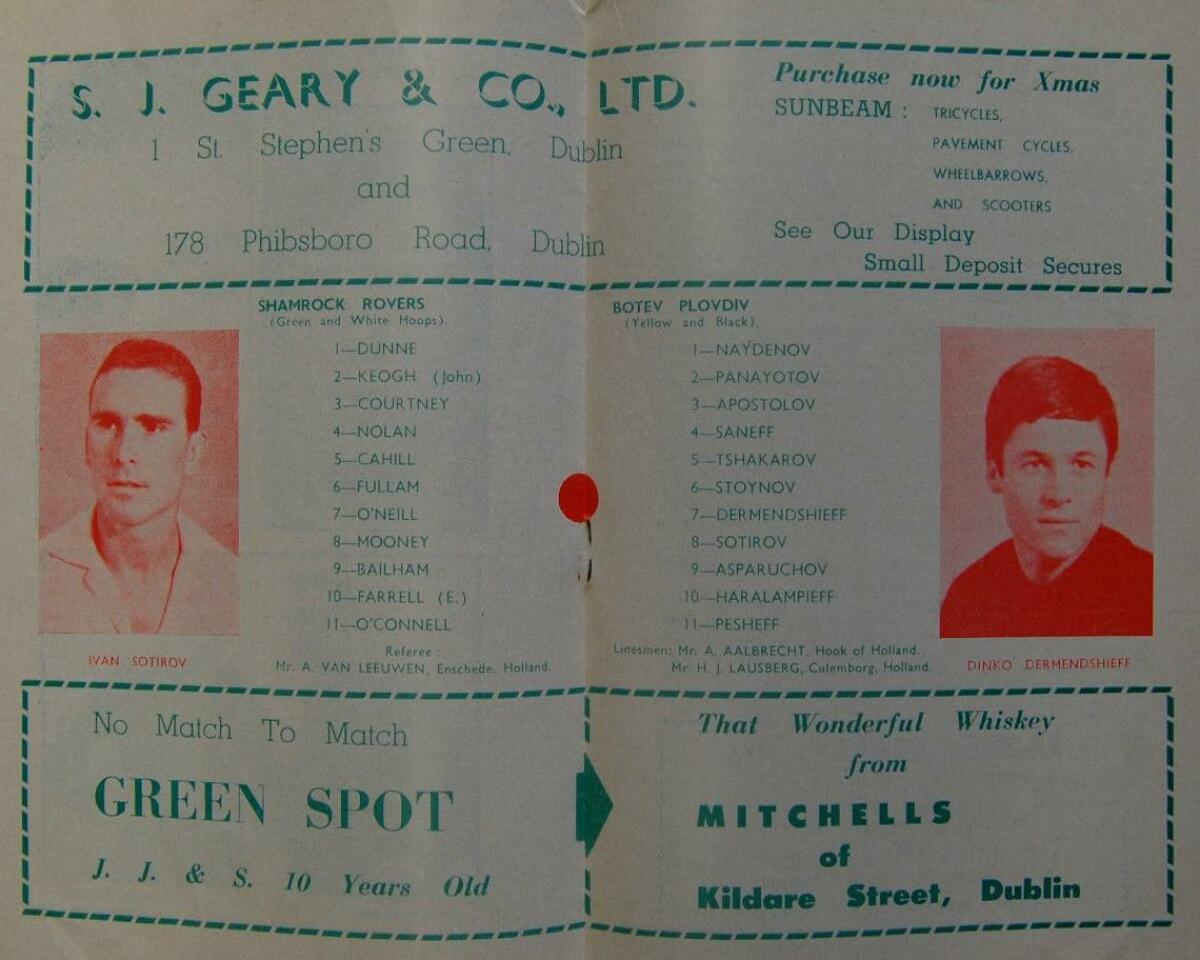 S. J. GEARY & CO., LTD.
1 St. Stephen's Green, Dublin
and
178 Phibsboro Road, Dublin
Purchase now for Xmas
SUNBEAM : TRICYCLES,
PAVEMENT CYCLES,
WHEELBARROWS,
AND SCOOTERS
See Our Display
Small Deposit Secures
SHAMROCK ROVERS
(Green and White Hoops).
1—DUNNE
2—KEOGH (John)
3—COURTNEY
4—NOLAN
5—CAHILL
6—FULLAM
7—O'NEILL
8—MOONEY
9—BAILHAM
10—FARRELL (E.)
11—O'CONNELL
Referee :
Mr. A. VAN LEEUWEN, Enschede, Holland.
IVAN SOTIROV
BOTEV PLOVDIV
(Yellow and Black).
1—NAYDENOV
2—PANAYOTOV
3—APOSTOLOV
4—SANEFF
5—TSHAKAROV
6—STOYNOV
7—DERMENDSHIEFF
8—SOTIROV
9—ASPARUCHOV
10—HARALAMPIEFF
11—PESHEFF
Linesmen: Mr. A. AALBRECHT, Hook of Holland.
Mr. H. J. LAUSBERG, Culemborg, Holland.
DINKO DERMENDSHIEFF
No Match To Match
GREEN SPOT
J. J. & S. 10 Years Old
That Wonderful Whiskey
from
MITCHELLS
of
Kildare Street, Dublin